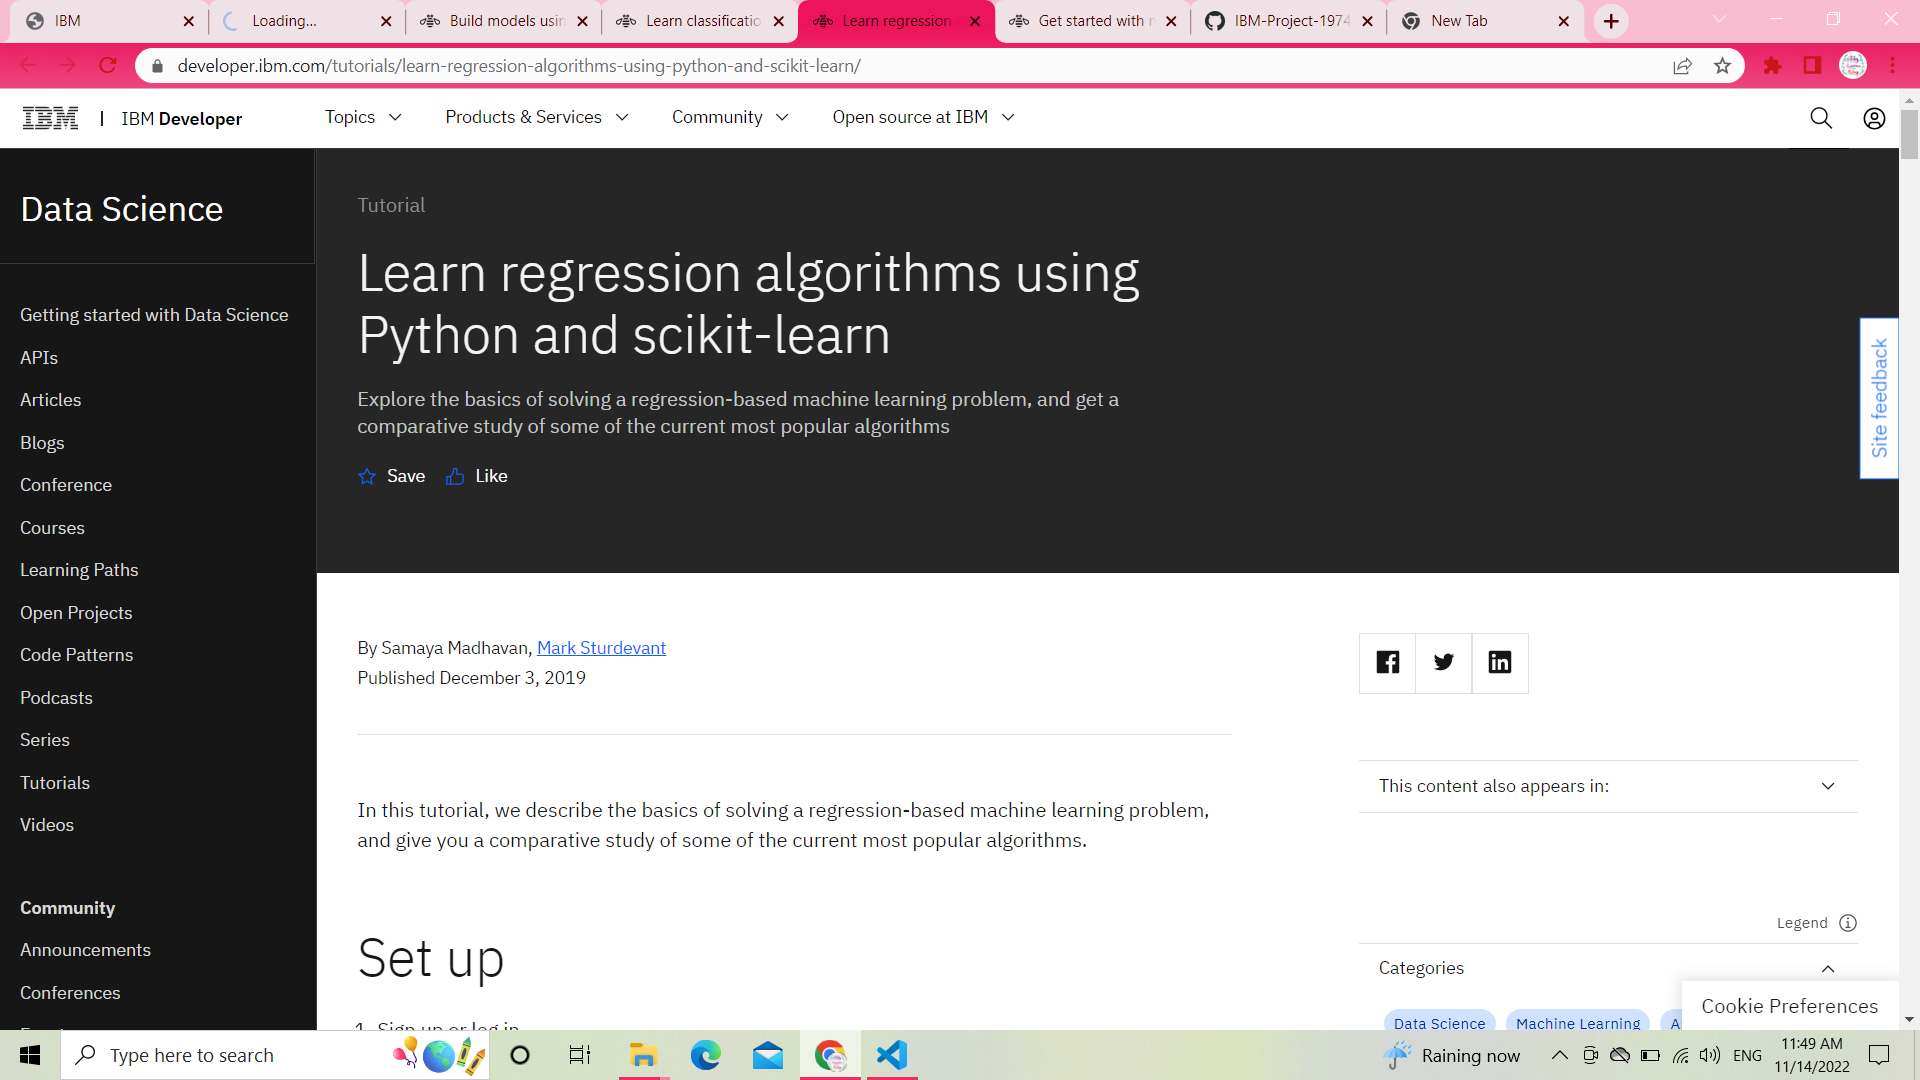 IBM
Loading...
Build models usin
Learn classificatio
Learn regression
Get started with
IBM-Project-1974
New Tab
developer.ibm.com/tutorials/learn-regression-algorithms-using-python-and-scikit-learn/
IBM
IBM Developer
Topics
Products & Services
Community
Open source at IBM
Data Science
Getting started with Data Science
APIs
Articles
Blogs
Conference
Courses
Learning Paths
Open Projects
Code Patterns
Podcasts
Series
Tutorials
Videos
Community
Announcements
Conferences
Tutorial
Learn regression algorithms using
Python and scikit-learn
Explore the basics of solving a regression-based machine learning problem, and get a
comparative study of some of the current most popular algorithms
Save
Like
Site feedback
By Samaya Madhavan, Mark Sturdevant
Published December 3, 2019
In this tutorial, we describe the basics of solving a regression-based machine learning problem,
and give you a comparative study of some of the current most popular algorithms.
Set up
1. Sign up or log in
This content also appears in:
Legend
Categories
Data Science
Machine Learning
Cookie Preferences
Type here to search
Raining now
ENG
11:49 AM
11/14/2022